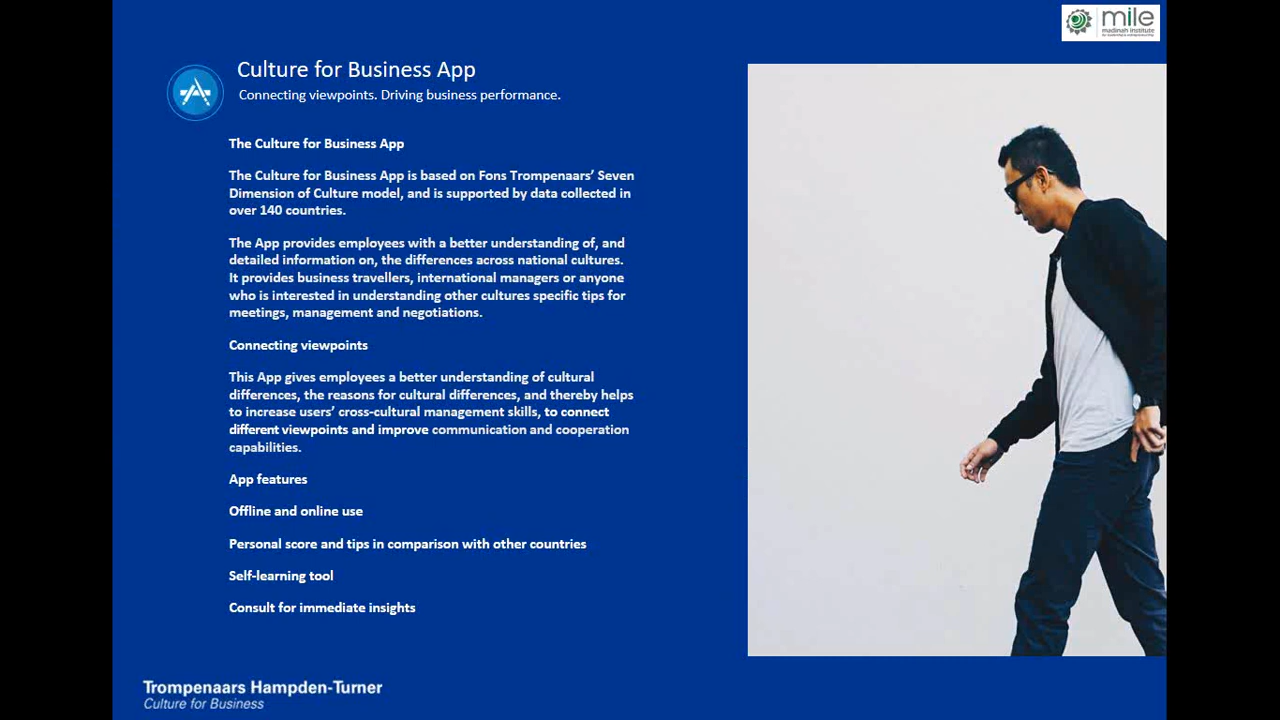 mile
madinah institute
for leadership & entrepreneurship
Culture for Business App
Connecting viewpoints. Driving business performance.
The Culture for Business App
The Culture for Business App is based on Fons Trompenaars’ Seven
Dimension of Culture model, and is supported by data collected in
over 140 countries.
The App provides employees with a better understanding of, and
detailed information on, the differences across national cultures.
It provides business travellers, international managers or anyone
who is interested in understanding other cultures specific tips for
meetings, management and negotiations.
Connecting viewpoints
This App gives employees a better understanding of cultural
differences, the reasons for cultural differences, and thereby helps
to increase users’ cross-cultural management skills, to connect
different viewpoints and improve communication and cooperation
capabilities.
App features
Offline and online use
Personal score and tips in comparison with other countries
Self-learning tool
Consult for immediate insights
Trompenaars Hampden-Turner
Culture for Business